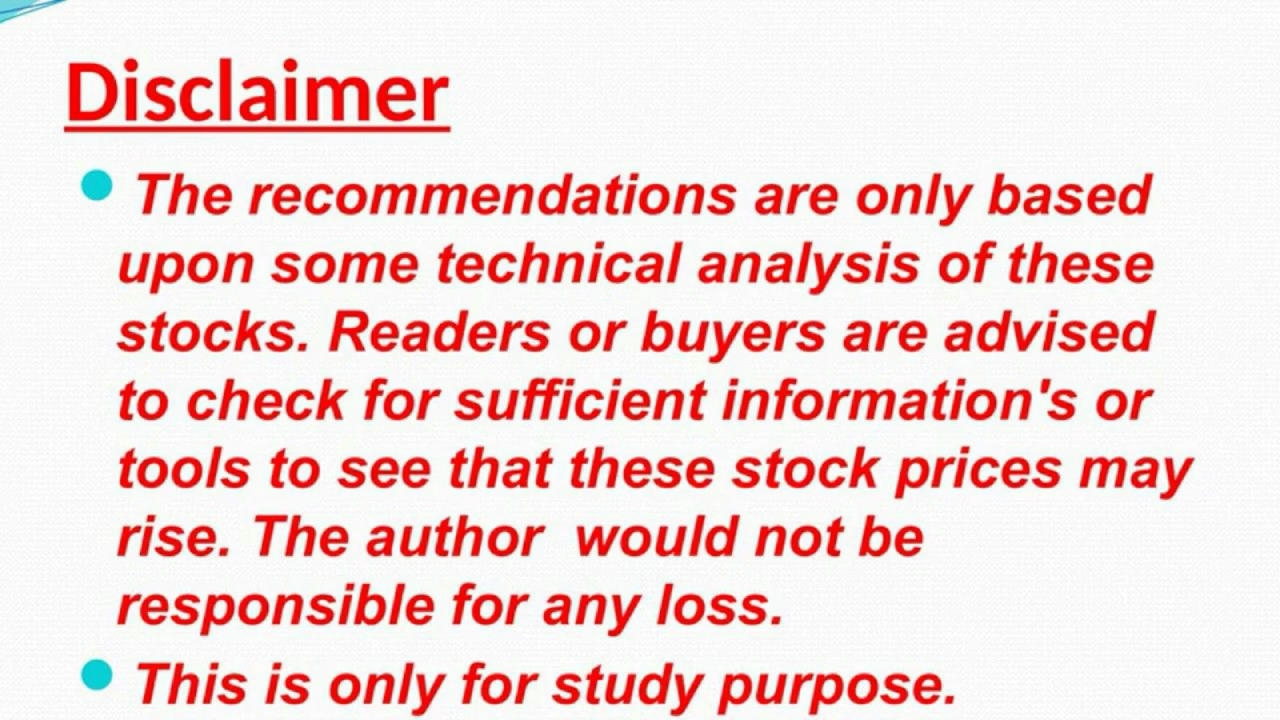 Disclaimer
The recommendations are only based
upon some technical analysis of these
stocks. Readers or buyers are advised
to check for sufficient information's or
tools to see that these stock prices may
rise. The author  would not be
responsible for any loss.
This is only for study purpose.